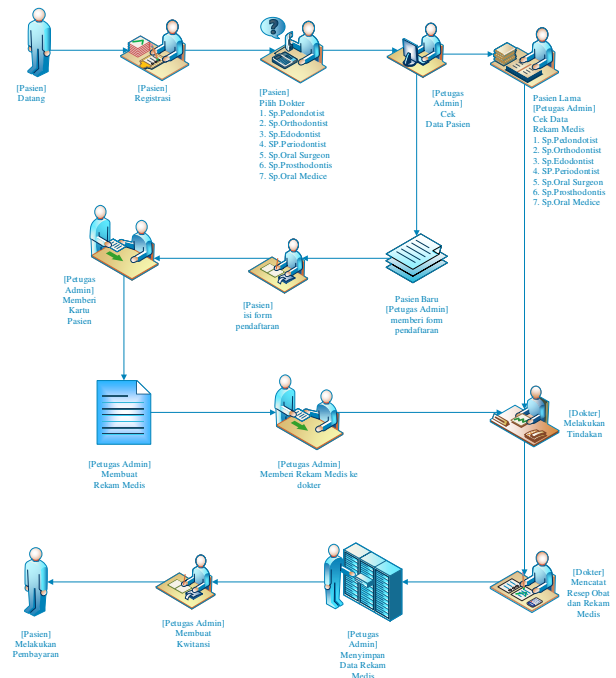 [Pasien]
Datang
[Pasien]
Registrasi
[Pasien]
Pilih Dokter
1. Sp.Pedondotist
2. Sp.Orthodontist
3. Sp.Edodontist
4. SP.Periodontist
5. Sp.Oral Surgeon
6. Sp.Prosthodontis
7. Sp.Oral Medice
[Petugas
Admin]
Cek
Data Pasien
Pasien Lama
[Petugas Admin]
Cek Data
Rekam Medis
1. Sp.Pedondotist
2. Sp.Orthodontist
3. Sp.Edodontist
4. SP.Periodontist
5. Sp.Oral Surgeon
6. Sp.Prosthodontis
7. Sp.Oral Medice
[Petugas
Admin]
Memberi
Kartu
Pasien
[Pasien]
isi form
pendaftaran
Pasien Baru
[Petugas Admin]
memberi form
pendaftaran
[Petugas Admin]
Membuat
Rekam Medis
[Petugas Admin]
Memberi Rekam Medis ke
dokter
[Dokter]
Melakukan
Tindakan
[Pasien]
Melakukan
Pembayaran
[Petugas Admin]
Membuat
Kwitansi
[Petugas
Admin]
Menyimpan
Data Rekam
Medis
[Dokter]
Mencatat
Resep Obat
dan Rekam
Medis